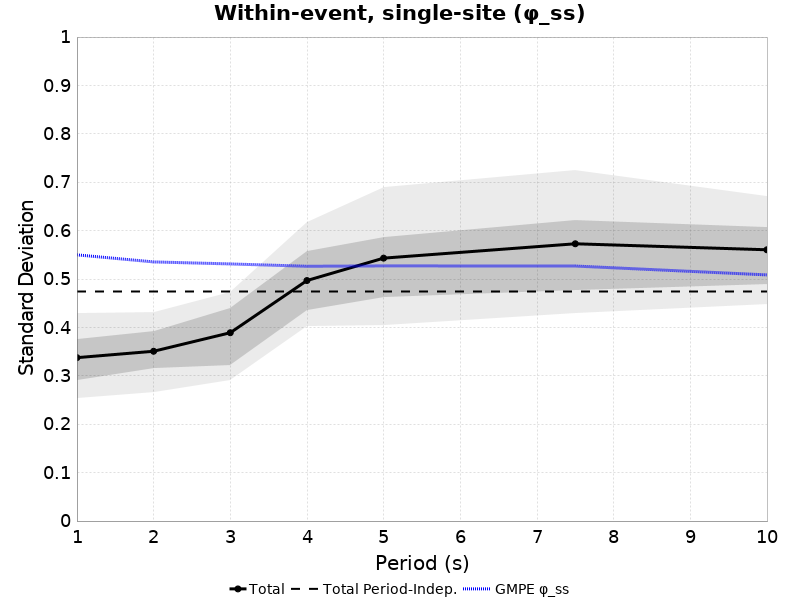 Within-event, single-site (φ_ss)
Standard Deviation
1
0.9
0.8
0.7
0.6
0.5
0.4
0.3
0.2
0.1
0
1 2 3 4 5 6 7 8 9 10
Period (s)
Total Total Period-Indep. GMPE φ_ss